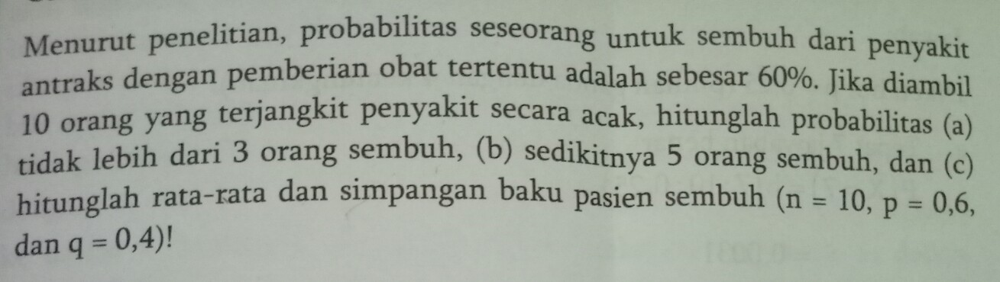 Menurut penelitian, probabilitas seseorang untuk sembuh dari penyakit
antraks dengan pemberian obat tertentu adalah sebesar 60%. Jika diambil
10 orang yang terjangkit penyakit secara acak, hitunglah probabilitas (a)
tidak lebih dari 3 orang sembuh, (b) sedikitnya 5 orang sembuh, dan (c)
hitunglah rata-rata dan simpangan baku pasien sembuh (n = 10, p = 0,6,
dan q = 0,4)!